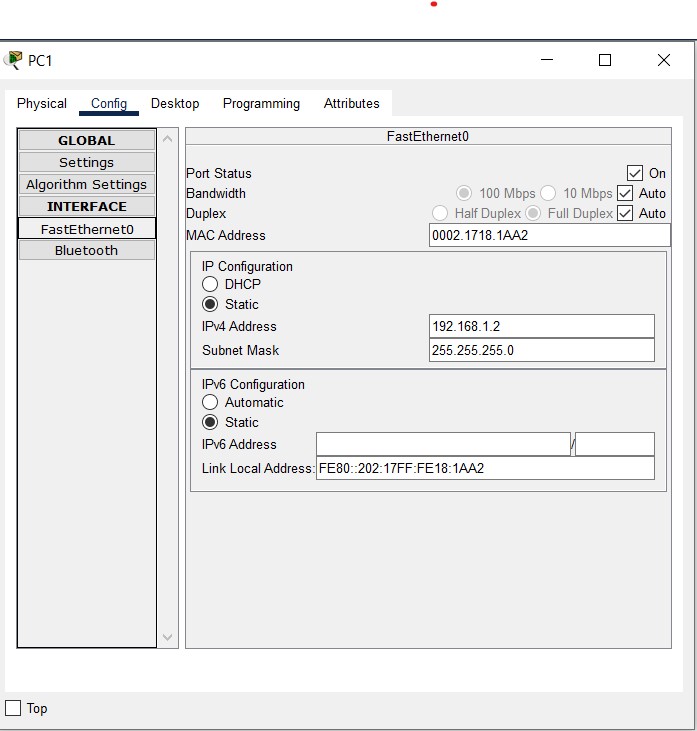 PC1
Physical Config Desktop Programming Attributes
GLOBAL
Settings
Algorithm Settings
INTERFACE
FastEthernet0
Bluetooth
FastEthernet0
Port Status On
Bandwidth 100 Mbps 10 Mbps Auto
Duplex Half Duplex Full Duplex Auto
MAC Address 0002.1718.1AA2
IP Configuration
DHCP
Static
IPv4 Address 192.168.1.2
Subnet Mask 255.255.255.0
IPv6 Configuration
Automatic
Static
IPv6 Address /
Link Local Address: FE80::202:17FF:FE18:1AA2
Top